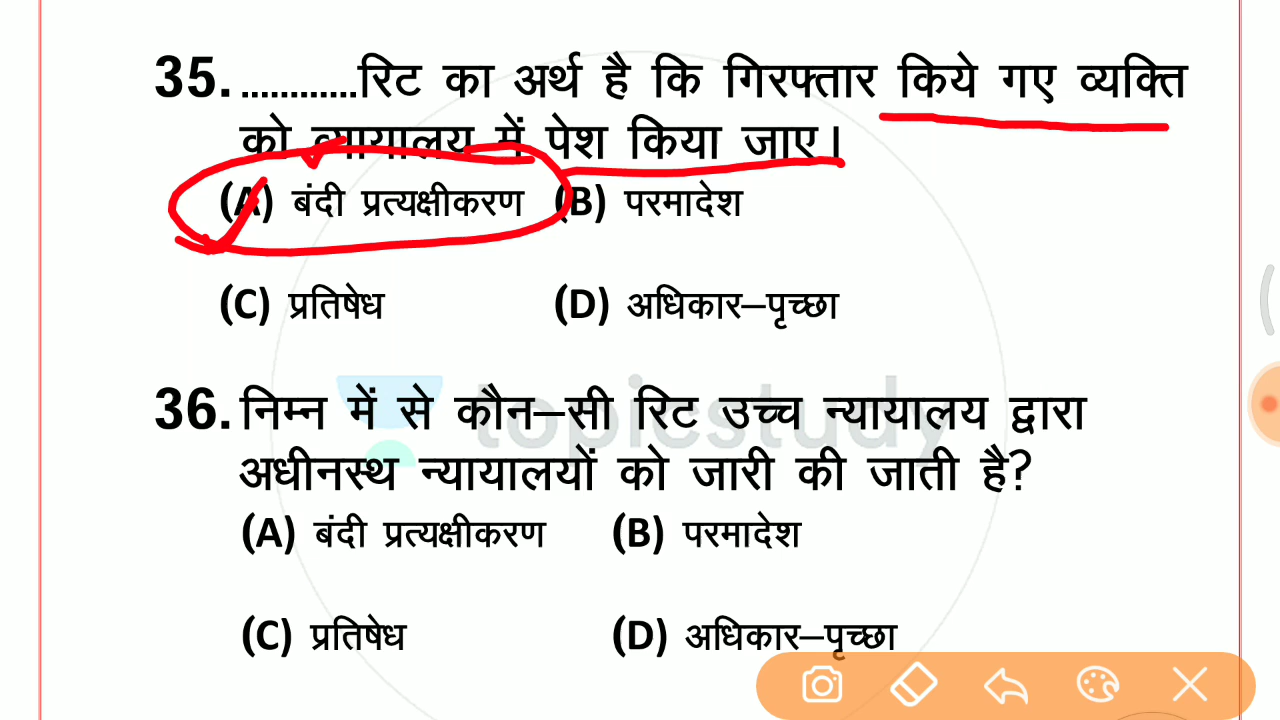 35. ............रिट का अर्थ है कि गिरफ्तार किये गए व्यक्ति
को न्यायालय में पेश किया जाए।
(A) बंदी प्रत्यक्षीकरण (B) परमादेश
(C) प्रतिषेध (D) अधिकार–पृच्छा
topicstudy
36. निम्न में से कौन–सी रिट उच्च न्यायालय द्वारा
अधीनस्थ न्यायालयों को जारी की जाती है?
(A) बंदी प्रत्यक्षीकरण (B) परमादेश
(C) प्रतिषेध (D) अधिकार–पृच्छा